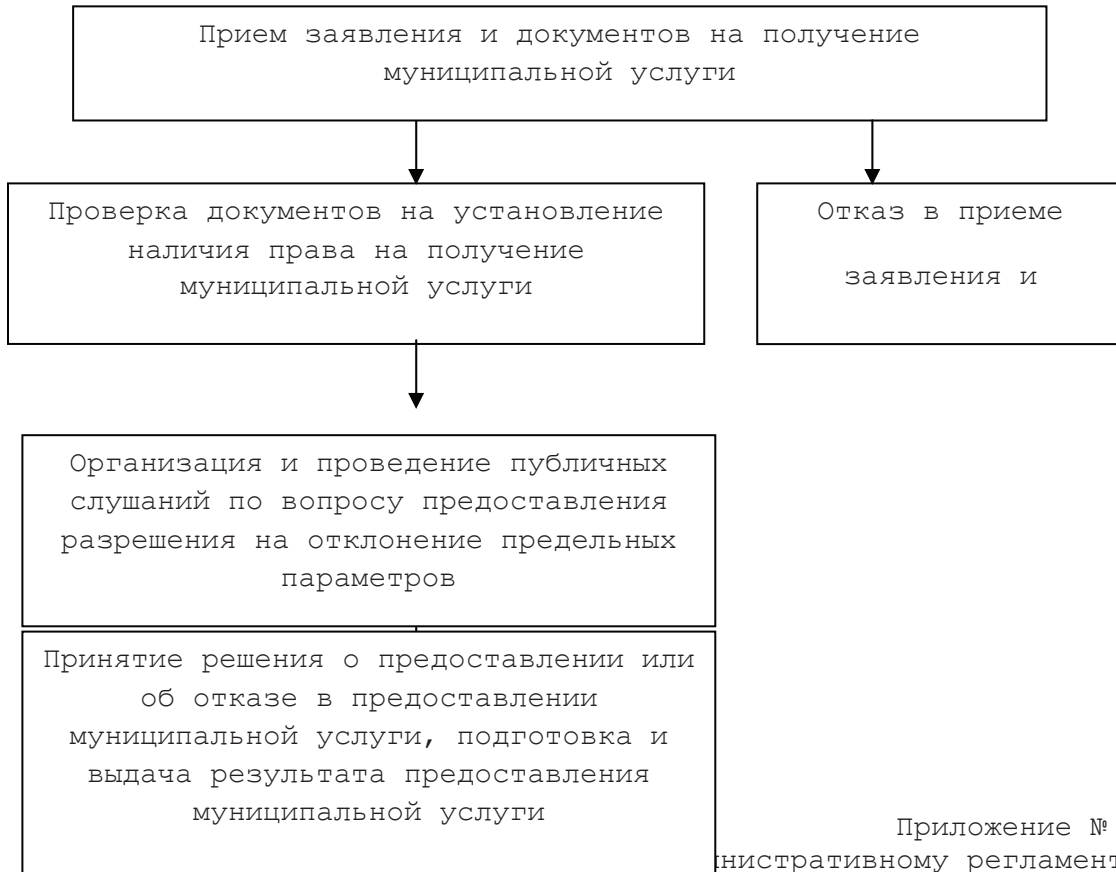 Прием заявления и документов на получение
муниципальной услуги
Проверка документов на установление
наличия права на получение
муниципальной услуги
Отказ в приеме
заявления и
Организация и проведение публичных
слушаний по вопросу предоставления
разрешения на отклонение предельных
параметров
Принятие решения о предоставлении или
об отказе в предоставлении
муниципальной услуги, подготовка и
выдача результата предоставления
муниципальной услуги
Приложение №
нистративному регламент